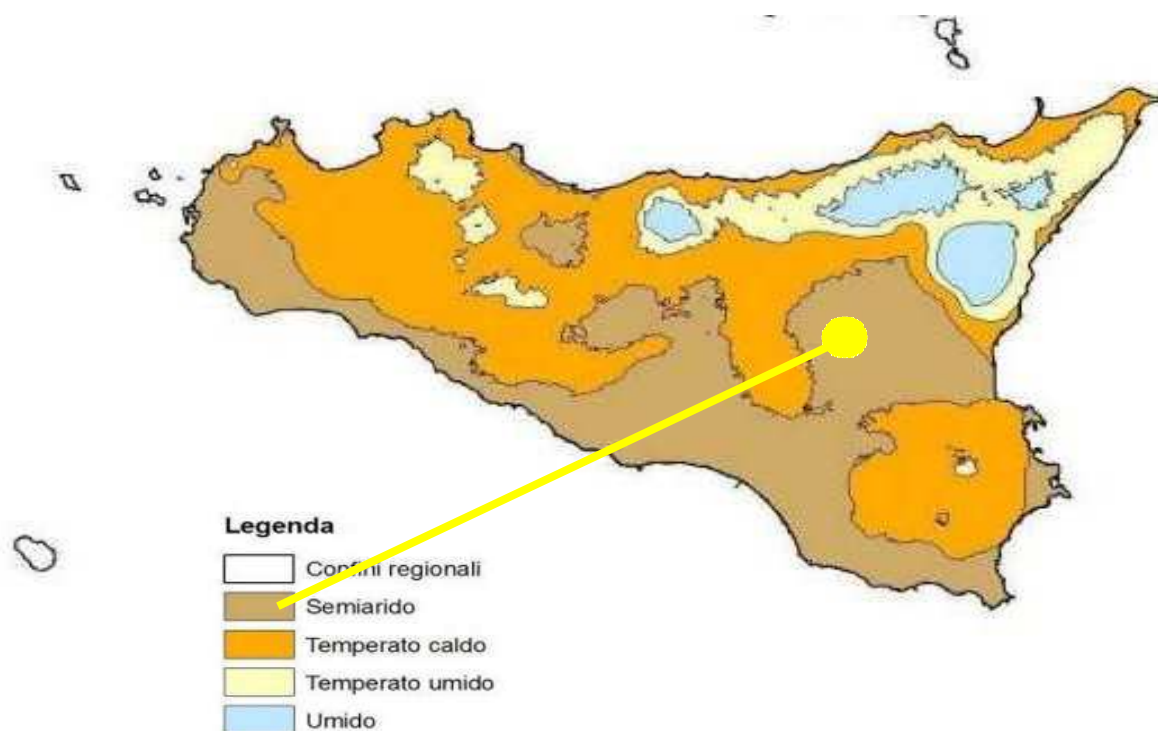 Legenda
Confini regionali
Semiarido
Temperato caldo
Temperato umido
Umido